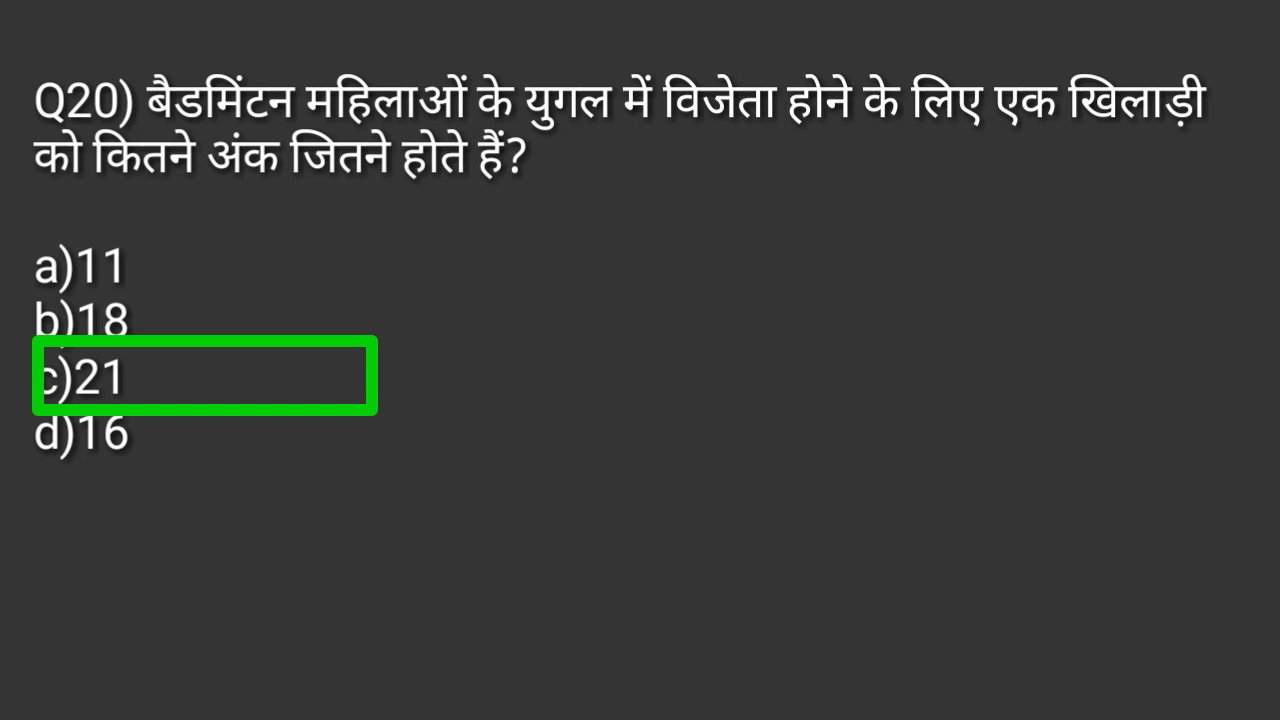 Q20) बैडमिंटन महिलाओं के युगल में विजेता होने के लिए एक खिलाड़ी
को कितने अंक जितने होते हैं?
a)11
b)18
c)21
d)16